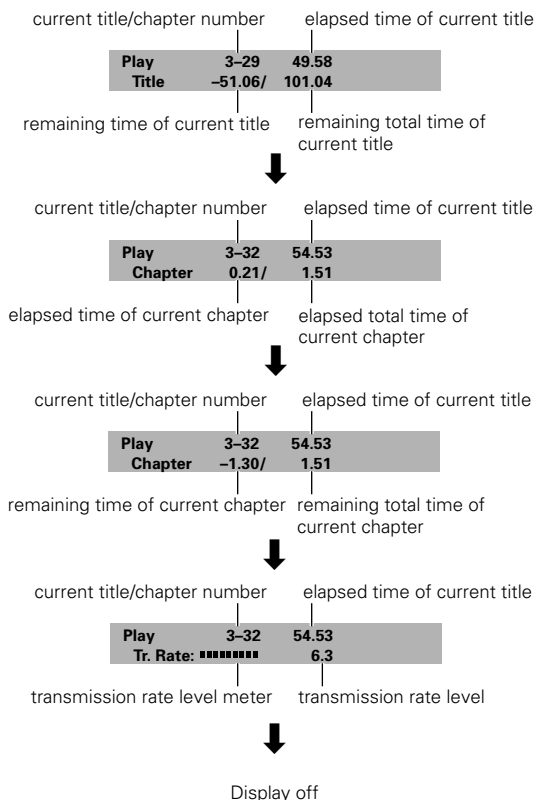 current title/chapter number elapsed time of current title
Play 3–29 49.58
Title –51.06/ 101.04
remaining time of current title remaining total time of
current title
current title/chapter number elapsed time of current title
Play 3–32 54.53
Chapter 0.21/ 1.51
elapsed time of current chapter elapsed total time of
current chapter
current title/chapter number elapsed time of current title
Play 3–32 54.53
Chapter –1.30/ 1.51
remaining time of current chapter remaining total time of
current chapter
current title/chapter number elapsed time of current title
Play 3–32 54.53
Tr. Rate: 6.3
transmission rate level meter transmission rate level
Display off